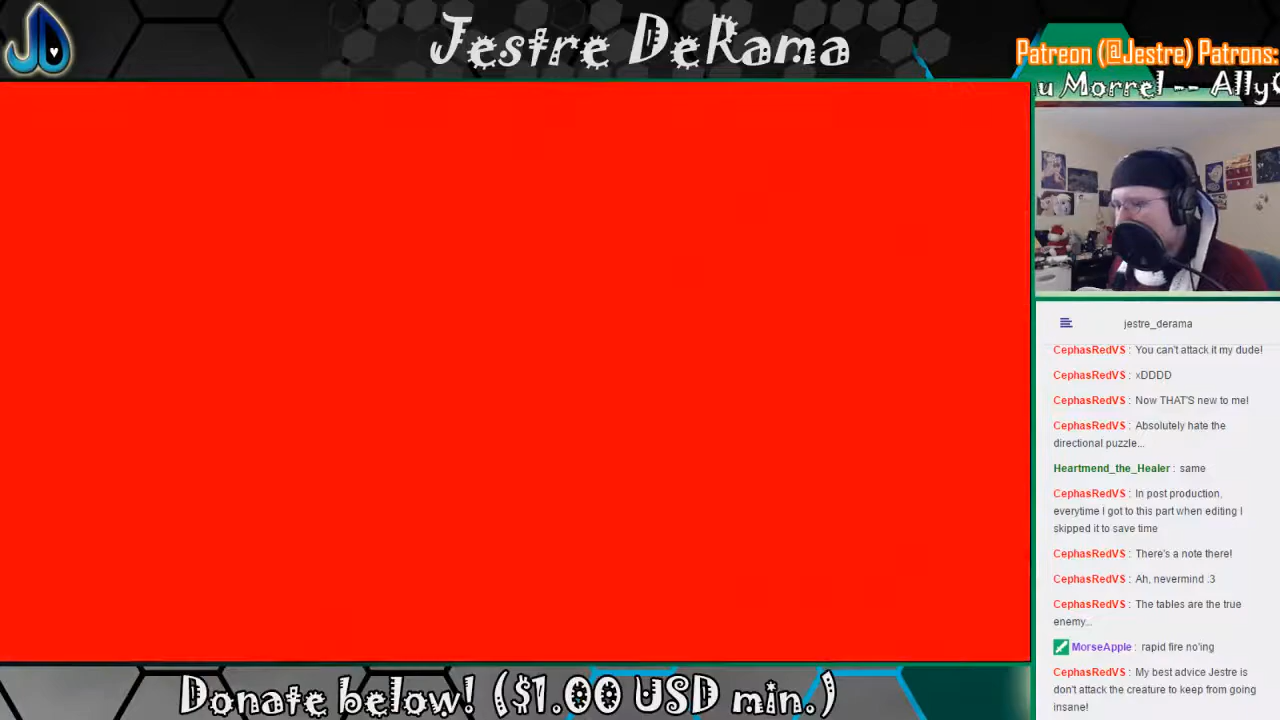 JD
Jestre DeRama
Patreon (@Jestre) Patrons:
u Morrel -- Ally
jestre_derama
CephasRedVS : You can't attack it my dude!
CephasRedVS : xDDDD
CephasRedVS : Now THAT'S new to me!
CephasRedVS : Absolutely hate the
directional puzzle...
Heartmend_the_Healer : same
CephasRedVS : In post production,
everytime I got to this part when editing I
skipped it to save time
CephasRedVS : There's a note there!
CephasRedVS : Ah, nevermind :3
CephasRedVS : The tables are the true
enemy...
MorseApple : rapid fire no'ing
CephasRedVS : My best advice Jestre is
don't attack the creature to keep from going
insane!
Donate below! ($1.00 USD min.)